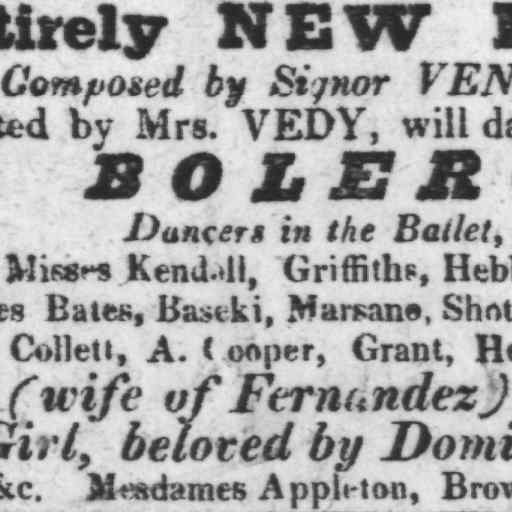 tirely NEW
Composed by Signor VEN
ted by Mrs. VEDY, will da
BOLER
Dancers in the Ballet,
Misses Kendall, Griffiths, Hebb
es Bates, Baseki, Marsano, Shot
Collett, A. Cooper, Grant, He
(wife of Fernandez)
Girl, beloved by Domi
&c. Mesdames Appleton, Brow